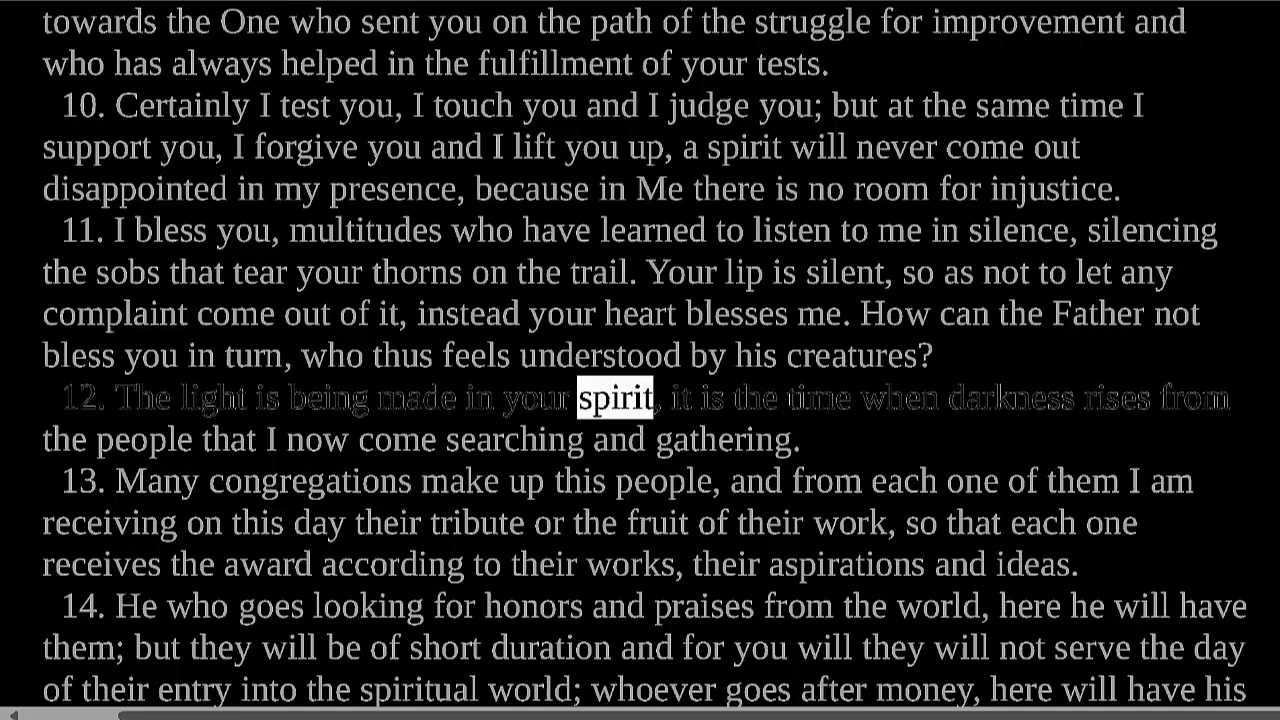 towards the One who sent you on the path of the struggle for improvement and
who has always helped in the fulfillment of your tests.
10. Certainly I test you, I touch you and I judge you; but at the same time I
support you, I forgive you and I lift you up, a spirit will never come out
disappointed in my presence, because in Me there is no room for injustice.
11. I bless you, multitudes who have learned to listen to me in silence, silencing
the sobs that tear your thorns on the trail. Your lip is silent, so as not to let any
complaint come out of it, instead your heart blesses me. How can the Father not
bless you in turn, who thus feels understood by his creatures?
12. The light is being made in your spirit, it is the time when darkness rises from
the people that I now come searching and gathering.
13. Many congregations make up this people, and from each one of them I am
receiving on this day their tribute or the fruit of their work, so that each one
receives the award according to their works, their aspirations and ideas.
14. He who goes looking for honors and praises from the world, here he will have
them; but they will be of short duration and for you will they will not serve the day
of their entry into the spiritual world; whoever goes after money, here will have his